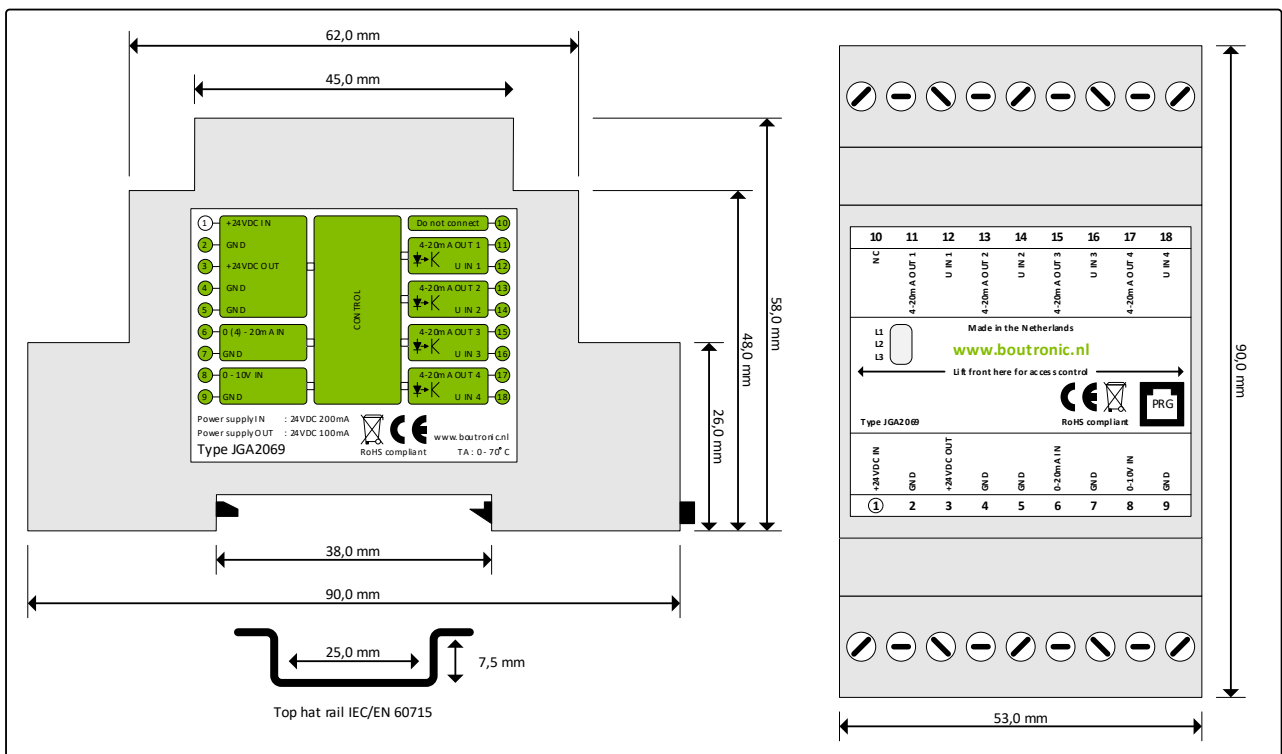 62,0 mm
45,0 mm
1 +24VDC IN
2 GND
3 +24VDC OUT
4 GND
5 GND
6 0 (4) - 20mA IN
7 GND
8 0 - 10V IN
9 GND
CONTROL
Do not connect 10
4-20mA OUT 1 11
U IN 1 12
4-20mA OUT 2 13
U IN 2 14
4-20mA OUT 3 15
U IN 3 16
4-20mA OUT 4 17
U IN 4 18
Power supply IN : 24VDC 200mA
Power supply OUT : 24VDC 100mA
Type JGA2069
CE
RoHS compliant
www.boutronic.nl
TA : 0 - 70° C
58,0 mm
48,0 mm
26,0 mm
38,0 mm
90,0 mm
25,0 mm
7,5 mm
Top hat rail IEC/EN 60715
10 11 12 13 14 15 16 17 18
NC
4-20mA OUT 1
U IN 1
4-20mA OUT 2
U IN 2
4-20mA OUT 3
U IN 3
4-20mA OUT 4
U IN 4
L1
L2
L3
Made in the Netherlands
www.boutronic.nl
Lift front here for access control
CE
PRG
Type JGA2069
RoHS compliant
+24VDC IN
GND
+24VDC OUT
GND
GND
0-20mA IN
GND
0-10V IN
GND
1 2 3 4 5 6 7 8 9
90,0 mm
53,0 mm